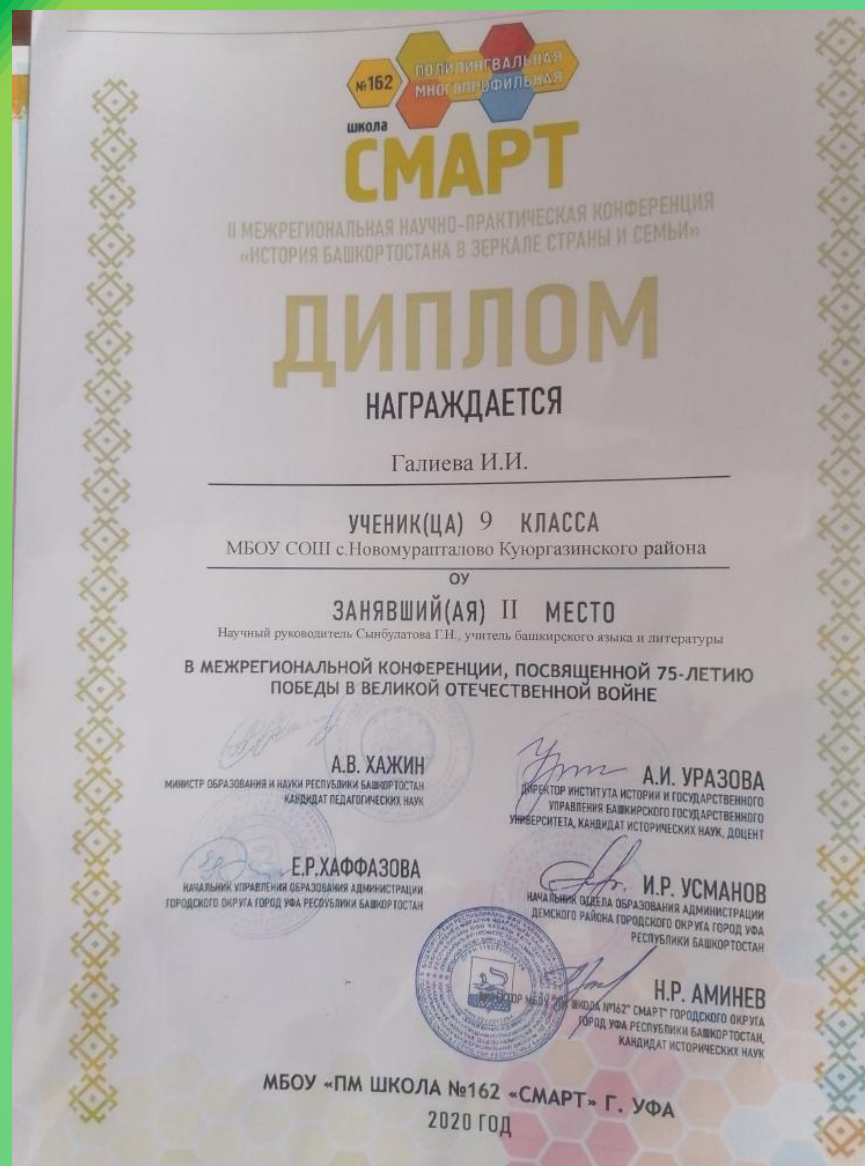 №162
ПОЛИЛИНГВАЛЬНАЯ
МНОГОПРОФИЛЬНАЯ
школа
СМАРТ
II МЕЖРЕГИОНАЛЬНАЯ НАУЧНО-ПРАКТИЧЕСКАЯ КОНФЕРЕНЦИЯ
«ИСТОРИЯ БАШКОРТОСТАНА В ЗЕРКАЛЕ СТРАНЫ И СЕМЬИ»
ДИПЛОМ
НАГРАЖДАЕТСЯ
Галиева И.И.
УЧЕНИК(ЦА) 9 КЛАССА
МБОУ СОШ с.Новомурапталово Куюргазинского района
ОУ
ЗАНЯВШИЙ(АЯ) II МЕСТО
Научный руководитель Сынбулатова Г.Н., учитель башкирского языка и литературы
В МЕЖРЕГИОНАЛЬНОЙ КОНФЕРЕНЦИИ, ПОСВЯЩЕННОЙ 75-ЛЕТИЮ
ПОБЕДЫ В ВЕЛИКОЙ ОТЕЧЕСТВЕННОЙ ВОЙНЕ
А.В. ХАЖИН
МИНИСТР ОБРАЗОВАНИЯ И НАУКИ РЕСПУБЛИКИ БАШКОРТОСТАН
КАНДИДАТ ПЕДАГОГИЧЕСКИХ НАУК
А.И. УРАЗОВА
ДИРЕКТОР ИНСТИТУТА ИСТОРИИ И ГОСУДАРСТВЕННОГО
УПРАВЛЕНИЯ БАШКИРСКОГО ГОСУДАРСТВЕННОГО
УНИВЕРСИТЕТА, КАНДИДАТ ИСТОРИЧЕСКИХ НАУК, ДОЦЕНТ
Е.Р.ХАФФАЗОВА
НАЧАЛЬНИК УПРАВЛЕНИЯ ОБРАЗОВАНИЯ АДМИНИСТРАЦИИ
ГОРОДСКОГО ОКРУГА ГОРОД УФА РЕСПУБЛИКИ БАШКОРТОСТАН
И.Р. УСМАНОВ
НАЧАЛЬНИК ОТДЕЛА ОБРАЗОВАНИЯ АДМИНИСТРАЦИИ
ДЕМСКОГО РАЙОНА ГОРОДСКОГО ОКРУГА ГОРОД УФА
РЕСПУБЛИКИ БАШКОРТОСТАН
Н.Р. АМИНЕВ
ДИРЕКТОР МБОУ "ПМ ШКОЛА №162" СМАРТ" ГОРОДСКОГО ОКРУГА
ГОРОД УФА РЕСПУБЛИКИ БАШКОРТОСТАН,
КАНДИДАТ ИСТОРИЧЕСКИХ НАУК
МБОУ «ПМ ШКОЛА №162 «СМАРТ» Г. УФА
2020 ГОД